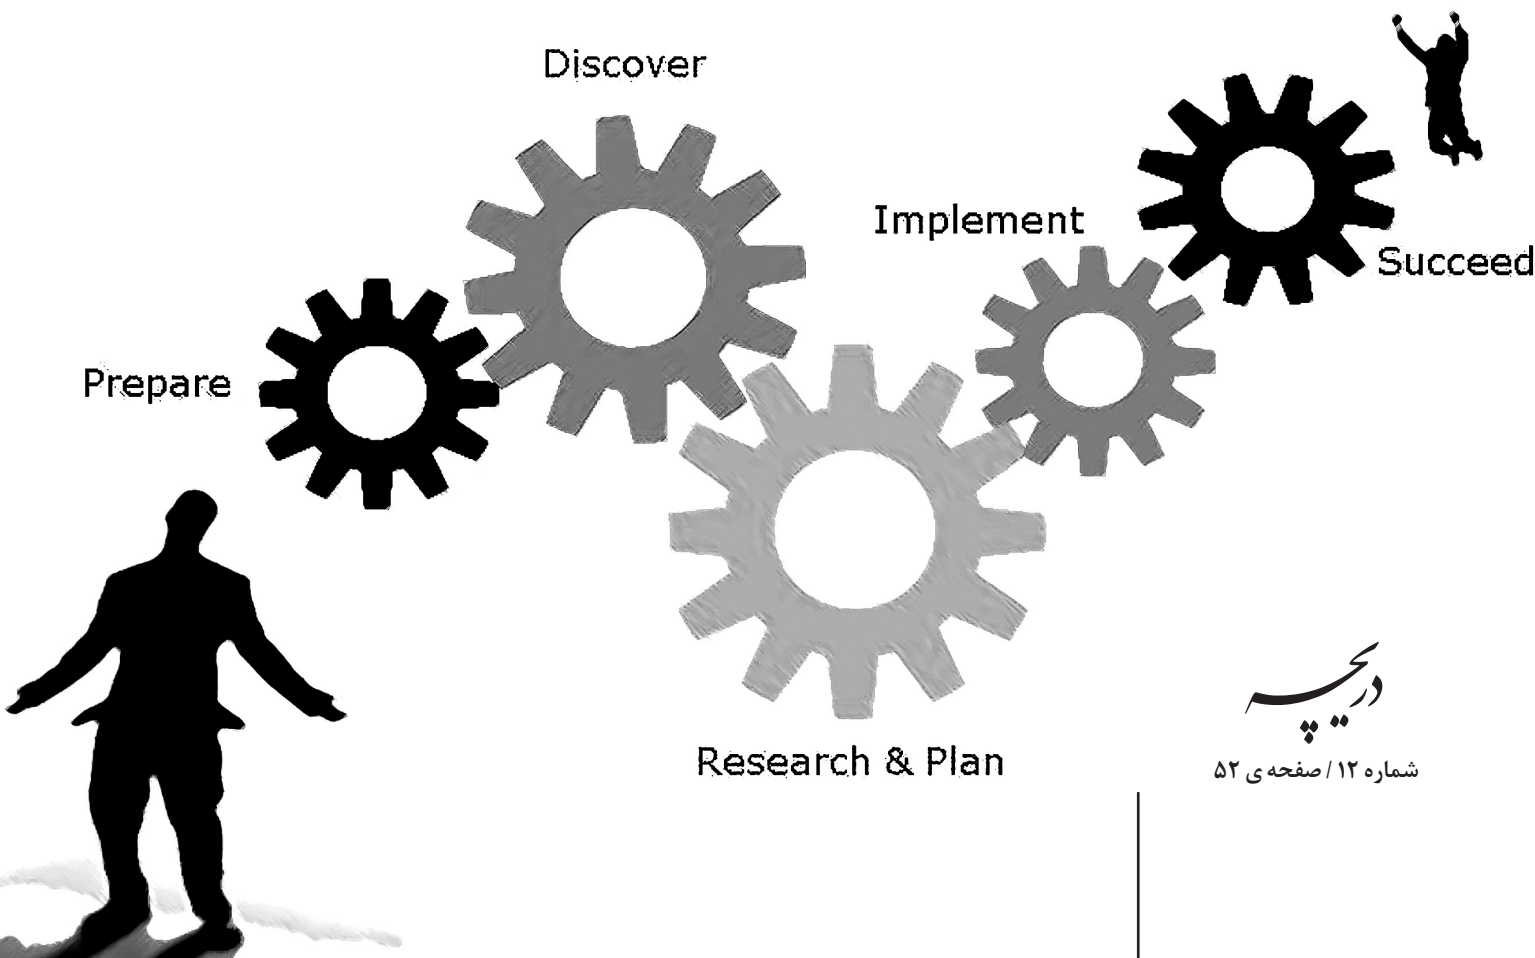 Discover
Implement
Succeed
Prepare
Research & Plan
دریچه
شماره ۱۲ / صفحه‌ی ۵۲